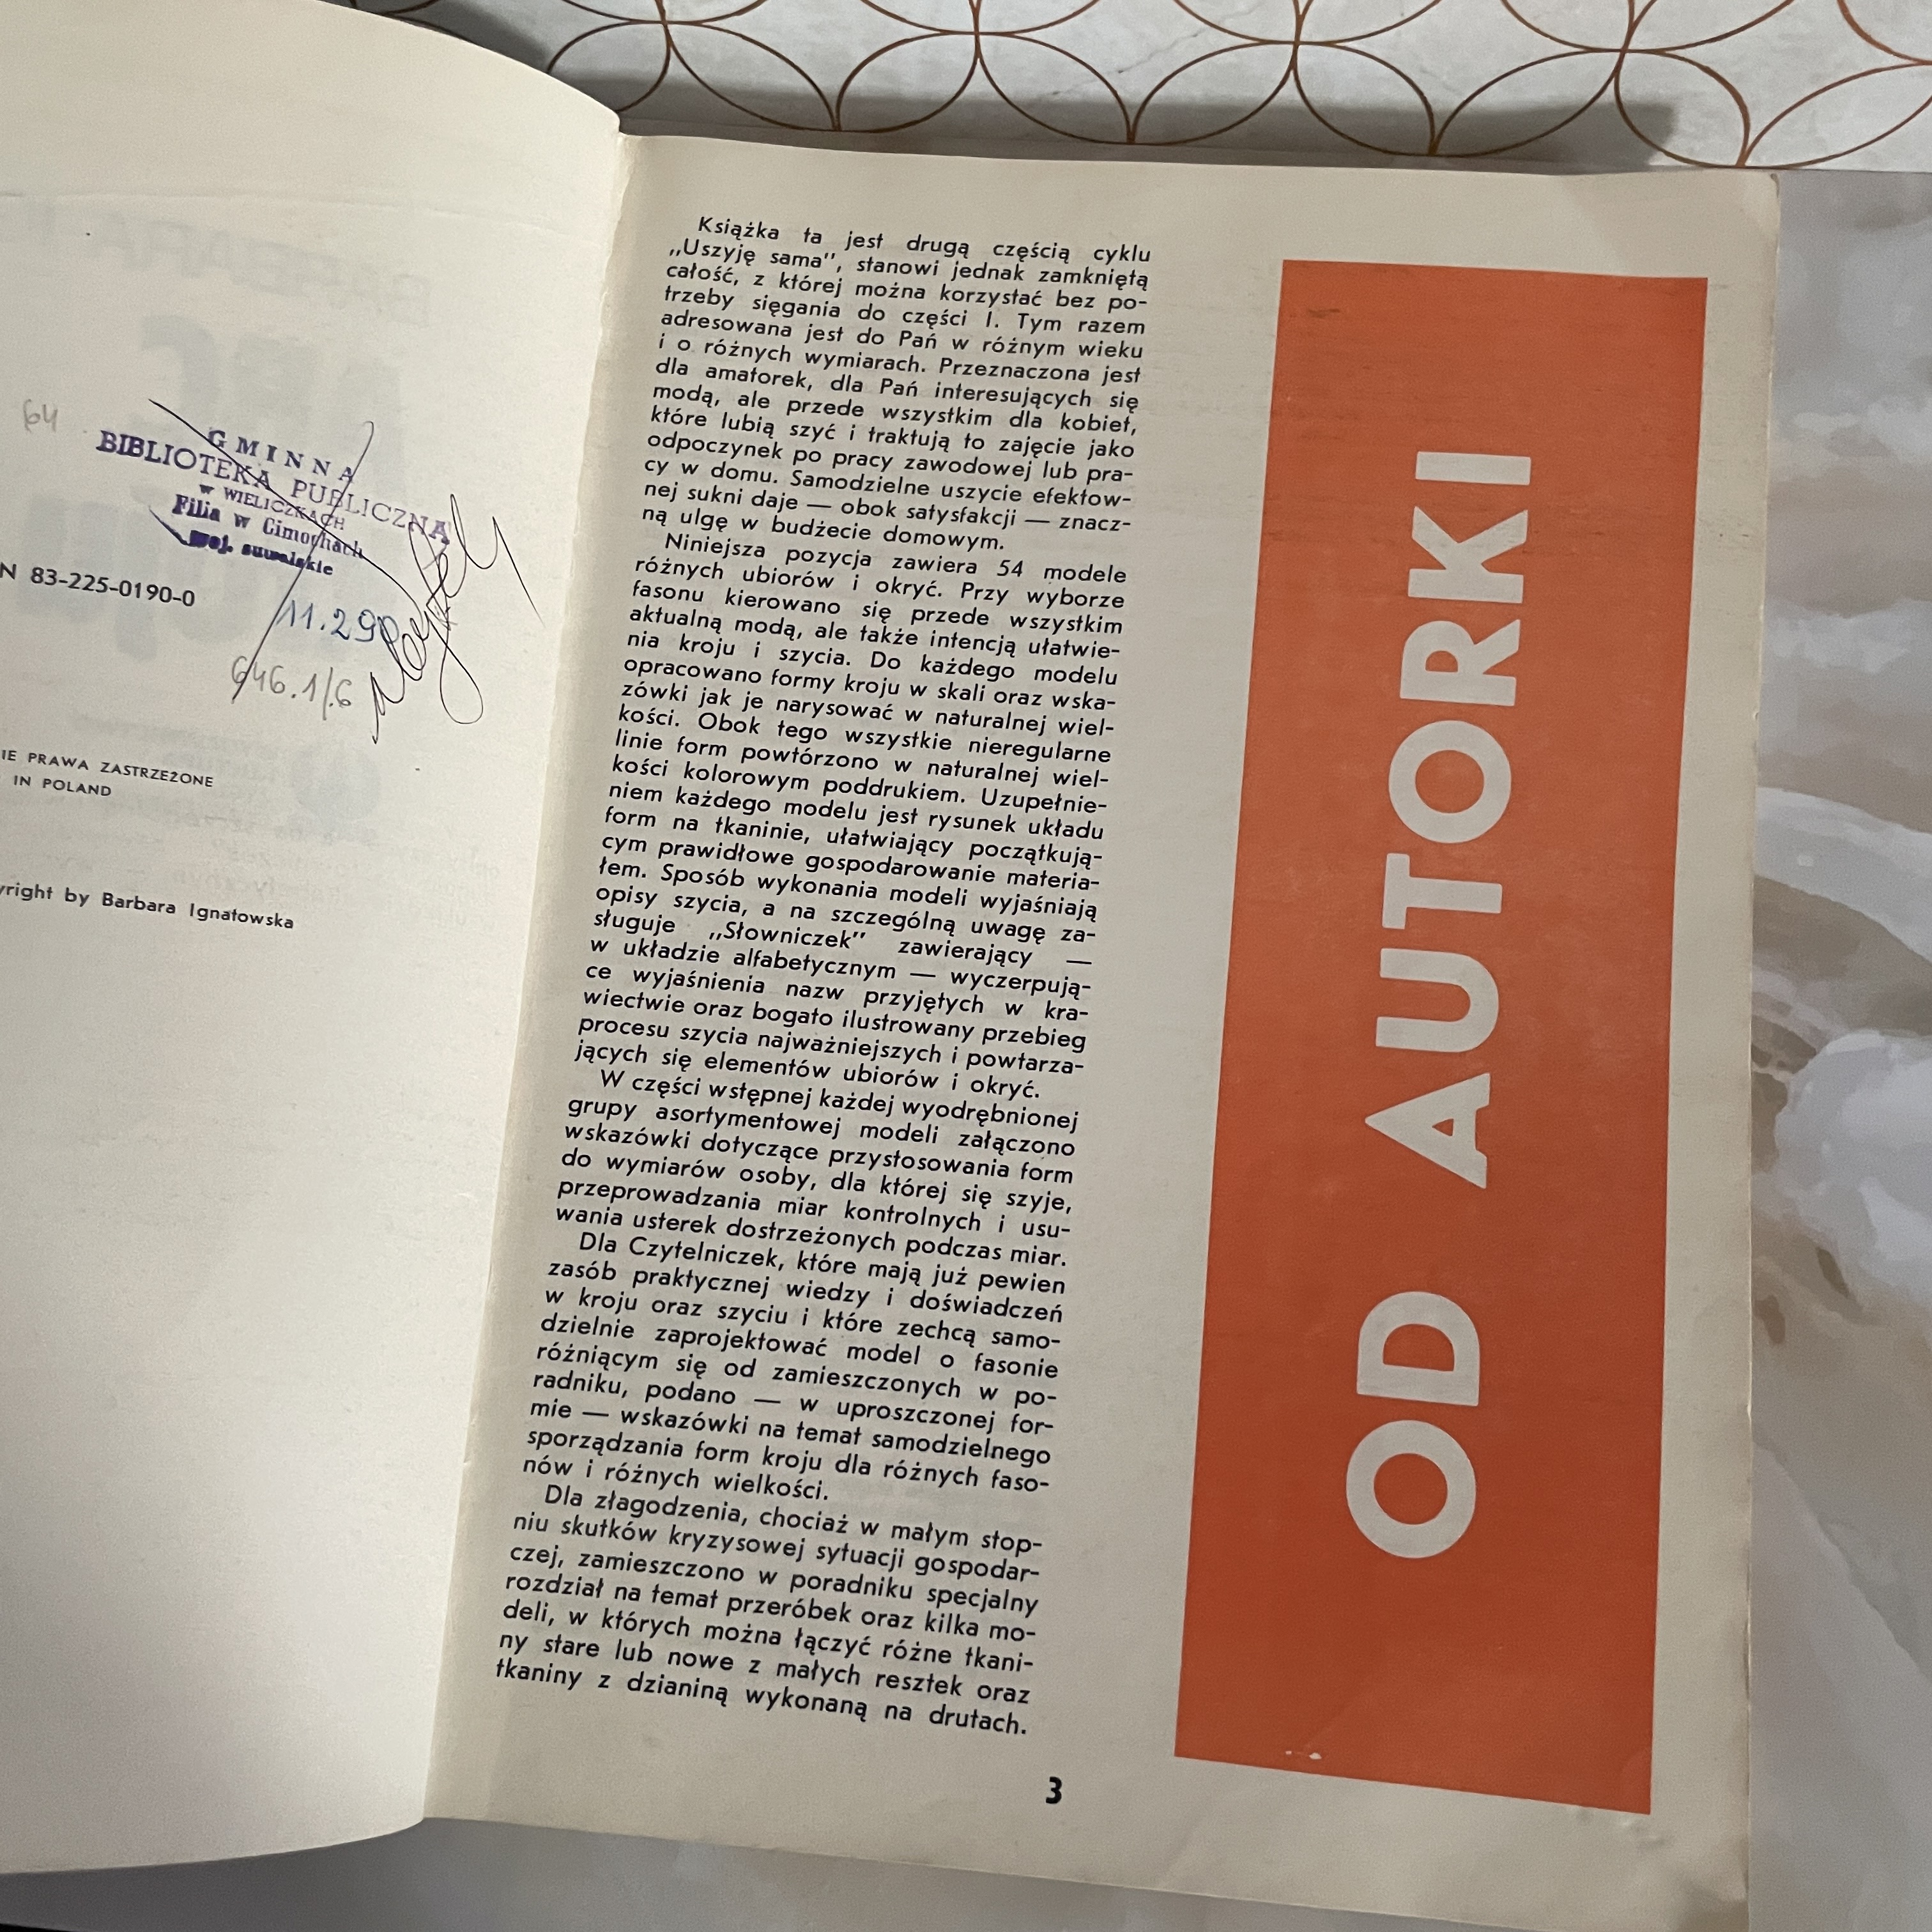 64
GMINNA
BIBLIOTEKA PUBLICZNA
w WIELICZKACH
Filia w Cimochach
woj. suwalskie
N 83-225-0190-0
11.290
646.1/.6
IE PRAWA ZASTRZEŻONE
IN POLAND
yright by Barbara Ignatowska
Książka ta jest drugą częścią cyklu
„Uszyję sama”, stanowi jednak zamkniętą
całość, z której można korzystać bez po-
trzeby sięgania do części I. Tym razem
adresowana jest do Pań w różnym wieku
i o różnych wymiarach. Przeznaczona jest
dla amatorek, dla Pań interesujących się
modą, ale przede wszystkim dla kobiet,
które lubią szyć i traktują to zajęcie jako
odpoczynek po pracy zawodowej lub pra-
cy w domu. Samodzielne uszycie efektow-
nej sukni daje — obok satysfakcji — znacz-
ną ulgę w budżecie domowym.
Niniejsza pozycja zawiera 54 modele
różnych ubiorów i okryć. Przy wyborze
fasonu kierowano się przede wszystkim
aktualną modą, ale także intencją ułatwie-
nia kroju i szycia. Do każdego modelu
opracowano formy kroju w skali oraz wska-
zówki jak je narysować w naturalnej wiel-
kości. Obok tego wszystkie nieregularne
linie form powtórzono w naturalnej wiel-
kości kolorowym poddrukiem. Uzupełnie-
niem każdego modelu jest rysunek układu
form na tkaninie, ułatwiający początkują-
cym prawidłowe gospodarowanie materia-
łem. Sposób wykonania modeli wyjaśniają
opisy szycia, a na szczególną uwagę za-
sługuje „Słowniczek” zawierający —
w układzie alfabetycznym — wyczerpują-
ce wyjaśnienia nazw przyjętych w kra-
wiectwie oraz bogato ilustrowany przebieg
procesu szycia najważniejszych i powtarza-
jących się elementów ubiorów i okryć.
W części wstępnej każdej wyodrębnionej
grupy asortymentowej modeli załączono
wskazówki dotyczące przystosowania form
do wymiarów osoby, dla której się szyje,
przeprowadzania miar kontrolnych i usu-
wania usterek dostrzeżonych podczas miar.
Dla Czytelniczek, które mają już pewien
zasób praktycznej wiedzy i doświadczeń
w kroju oraz szyciu i które zechcą samo-
dzielnie zaprojektować model o fasonie
różniącym się od zamieszczonych w po-
radniku, podano — w uproszczonej for-
mie — wskazówki na temat samodzielnego
sporządzania form kroju dla różnych faso-
nów i różnych wielkości.
Dla złagodzenia, chociaż w małym stop-
niu skutków kryzysowej sytuacji gospodar-
czej, zamieszczono w poradniku specjalny
rozdział na temat przeróbek oraz kilka mo-
deli, w których można łączyć różne tkani-
ny stare lub nowe z małych resztek oraz
tkaniny z dzianiną wykonaną na drutach.
3
OD AUTORKI